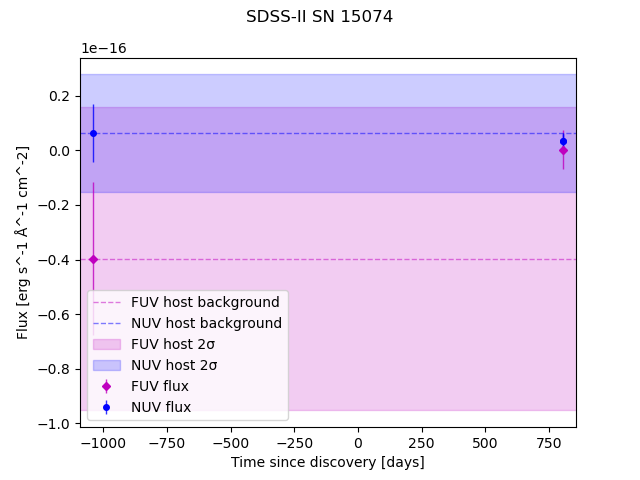 SDSS-II SN 15074
1e−16
0.2
0.0
−0.2
−0.4
−0.6
−0.8
−1.0
Flux [erg s^-1 Å^-1 cm^-2]
FUV host background
NUV host background
FUV host 2σ
NUV host 2σ
FUV flux
NUV flux
−1000 −750 −500 −250 0 250 500 750
Time since discovery [days]